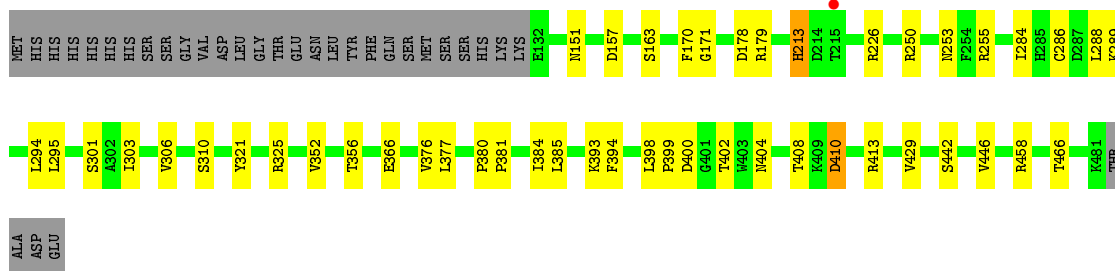 MET HIS HIS HIS HIS HIS HIS SER SER GLY VAL ASP LEU GLY THR GLU ASN LEU TYR PHE GLN SER MET SER SER HIS LYS LYS E132 N151 D157 S163 F170 G171 D178 R179 H213 D214 T215 R226 R250 N253 F254 R255 I284 H285 C286 D287 L288 K289
L294 L295 S301 A302 I303 V306 S310 Y321 R325 V352 T356 E366 V376 L377 P380 P381 I384 L385 K393 F394 L398 P399 D400 G401 T402 W403 N404 T408 K409 D410 R413 V429 S442 V446 R458 T466 K481 THR
ALA ASP GLU